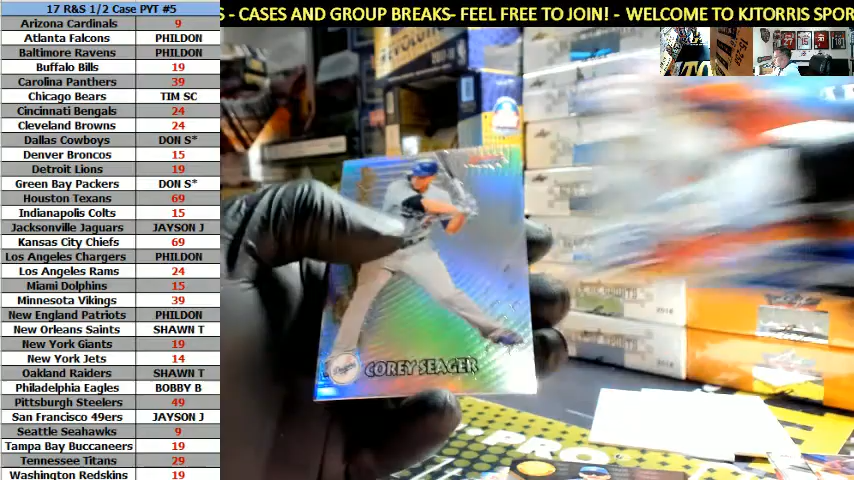 17 R&S 1/2 Case PYT #5
S - CASES AND GROUP BREAKS- FEEL FREE TO JOIN! - WELCOME TO KJTORRIS SPOR
Arizona Cardinals 9
Atlanta Falcons PHILDON
Baltimore Ravens PHILDON
Buffalo Bills 19
Carolina Panthers 39
Chicago Bears TIM SC
Cincinnati Bengals 24
Cleveland Browns 24
Dallas Cowboys DON S*
Denver Broncos 15
Detroit Lions 19
Green Bay Packers DON S*
Houston Texans 69
Indianapolis Colts 15
Jacksonville Jaguars JAYSON J
Kansas City Chiefs 69
Los Angeles Chargers PHILDON
Los Angeles Rams 24
Miami Dolphins 15
Minnesota Vikings 39
New England Patriots PHILDON
New Orleans Saints SHAWN T
New York Giants 19
New York Jets 14
Oakland Raiders SHAWN T
Philadelphia Eagles BOBBY B
Pittsburgh Steelers 49
San Francisco 49ers JAYSON J
Seattle Seahawks 9
Tampa Bay Buccaneers 19
Tennessee Titans 29
Washington Redskins 19
COREY SEAGER
PRO